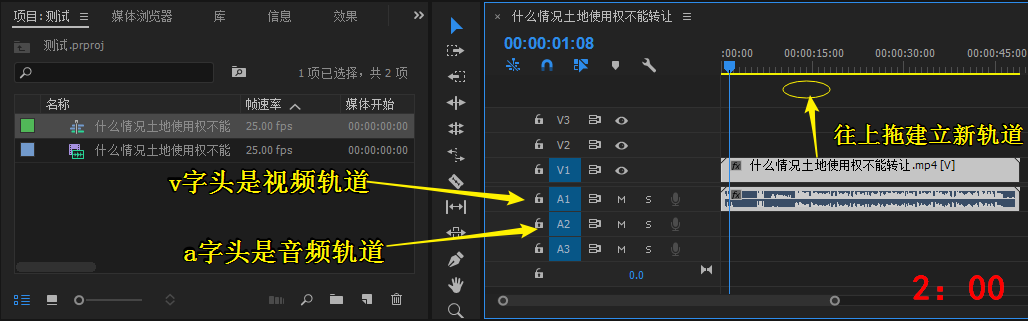 项目: 测试
媒体浏览器
库
信息
效果
测试.prproj
1 项已选择，共 2 项
名称
帧速率
媒体开始
什么情况土地使用权不能
25.00 fps
00:00:00:00
什么情况土地使用权不能
25.00 fps
00:00:00:00
v字头是视频轨道
a字头是音频轨道
× 什么情况土地使用权不能转让
00:00:01:08
:00:00
00:00:15:00
00:00:30:00
00:00:45:00
往上拖建立新轨道
V3
V2
V1
fx 什么情况土地使用权不能转让.mp4 [V]
A1 M S
fx
A2 M S
A3 M S
0.0
2：00